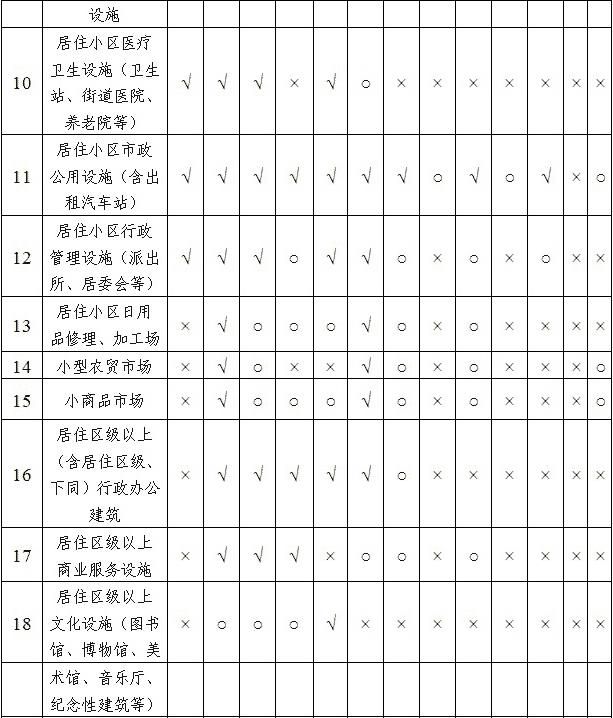 设施
居住小区医疗
卫生设施（卫生
站、街道医院、
养老院等）
10 √ √ √ × √ ○ × × × × × × ×
居住小区市政
公用设施（含出
租汽车站）
11 √ √ √ √ √ √ √ ○ √ ○ √ × ○
居住小区行政
管理设施（派出
所、居委会等）
12 √ √ √ ○ √ √ ○ × ○ × ○ × ×
居住小区日用
品修理、加工场
13 × √ ○ ○ ○ √ ○ × ○ × × × ×
14 小型农贸市场 × √ ○ × × √ ○ × ○ × × × ○
15 小商品市场 × √ ○ ○ ○ √ ○ × ○ × × × ○
居住区级以上
（含居住区级、
下同）行政办公
建筑
16 × √ √ √ √ √ ○ × × × × × ×
居住区级以上
商业服务设施
17 × √ √ √ × ○ ○ × ○ × × × ×
居住区级以上
文化设施（图书
馆、博物馆、美
18 × ○ ○ ○ √ × × × × × × × ×
术馆、音乐厅、
纪念性建筑等）